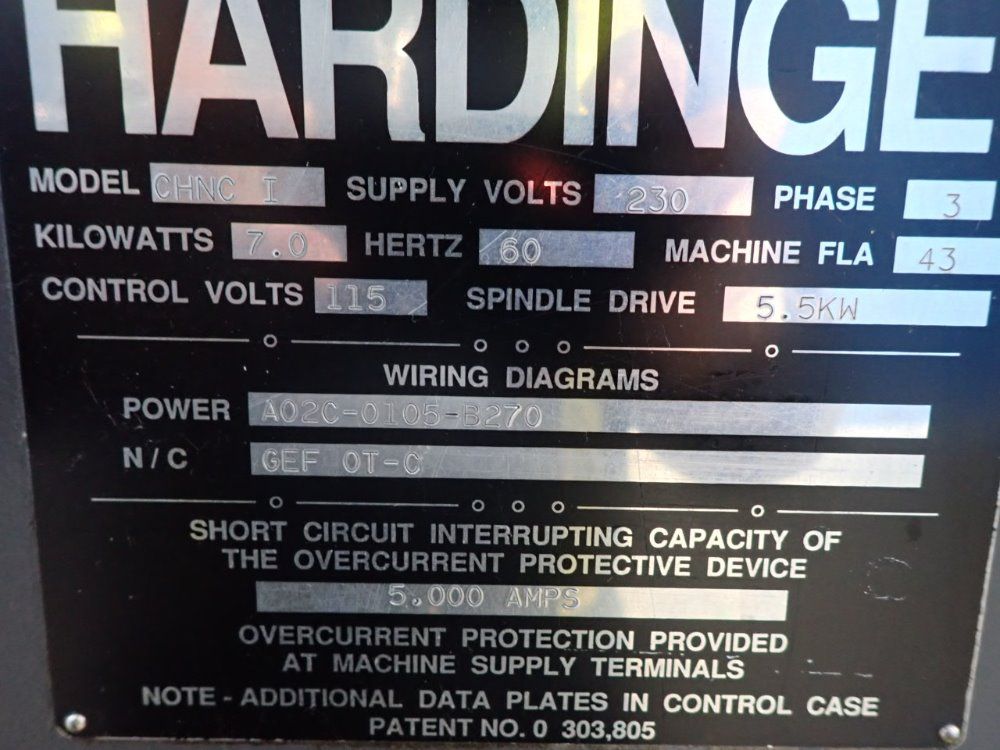 HARDINGE
MODEL CHNC I SUPPLY VOLTS 230 PHASE 3
KILOWATTS 7.0 HERTZ 60 MACHINE FLA 43
CONTROL VOLTS 115 SPINDLE DRIVE 5.5KW
WIRING DIAGRAMS
POWER A02C-0105-B270
N/C GEF 0T-C
SHORT CIRCUIT INTERRUPTING CAPACITY OF
THE OVERCURRENT PROTECTIVE DEVICE
5.000 AMPS
OVERCURRENT PROTECTION PROVIDED
AT MACHINE SUPPLY TERMINALS
NOTE - ADDITIONAL DATA PLATES IN CONTROL CASE
PATENT NO. 0 303,805